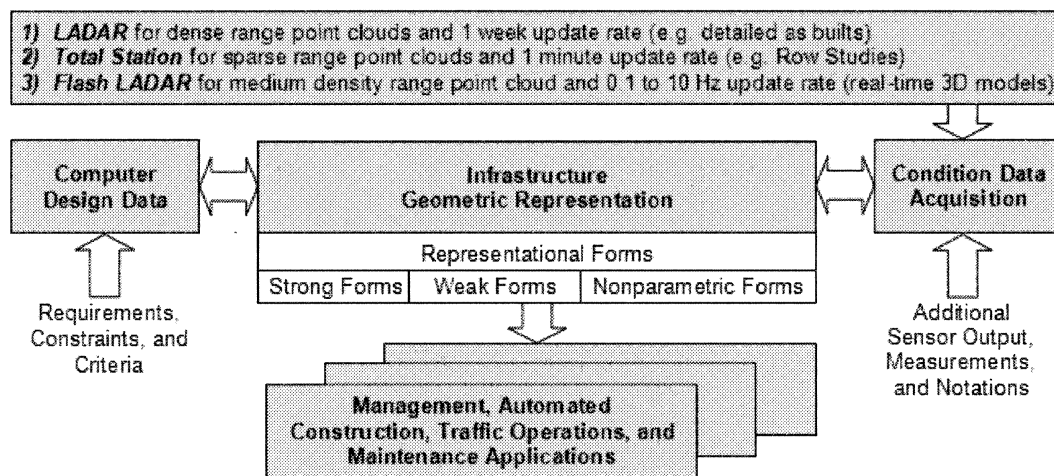 1) LADAR for dense range point clouds and 1 week update rate (e.g. detailed as builts)
2) Total Station for sparse range point clouds and 1 minute update rate (e.g. Row Studies)
3) Flash LADAR for medium density range point cloud and 0.1 to 10 Hz update rate (real-time 3D models)
Computer
Design Data
Infrastructure
Geometric Representation
Condition Data
Acquisition
Representational Forms
Strong Forms
Weak Forms
Nonparametric Forms
Requirements,
Constraints, and
Criteria
Additional
Sensor Output,
Measurements,
and Notations
Management, Automated
Construction, Traffic Operations, and
Maintenance Applications